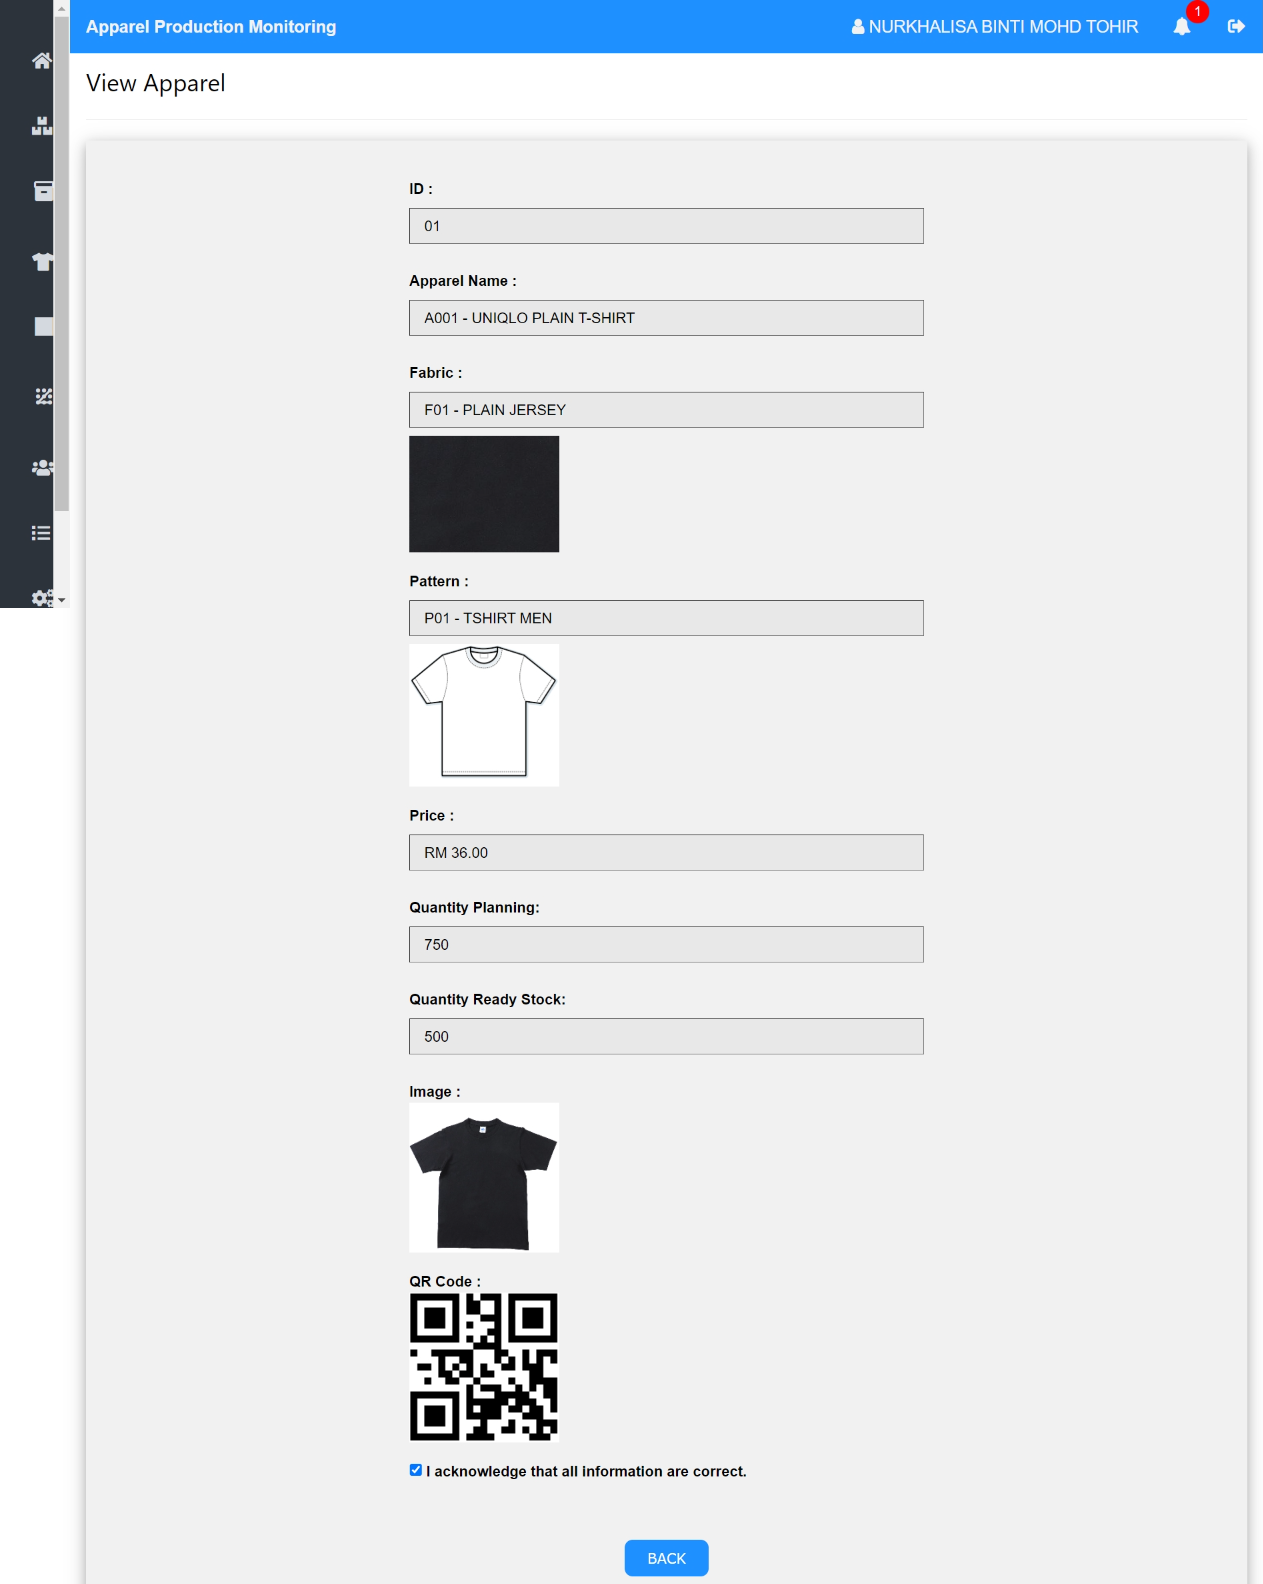 Apparel Production Monitoring
NURKHALISA BINTI MOHD TOHIR
1
View Apparel
ID :
01
Apparel Name :
A001 - UNIQLO PLAIN T-SHIRT
Fabric :
F01 - PLAIN JERSEY
Pattern :
P01 - TSHIRT MEN
Price :
RM 36.00
Quantity Planning:
750
Quantity Ready Stock:
500
Image :
QR Code :
I acknowledge that all information are correct.
BACK